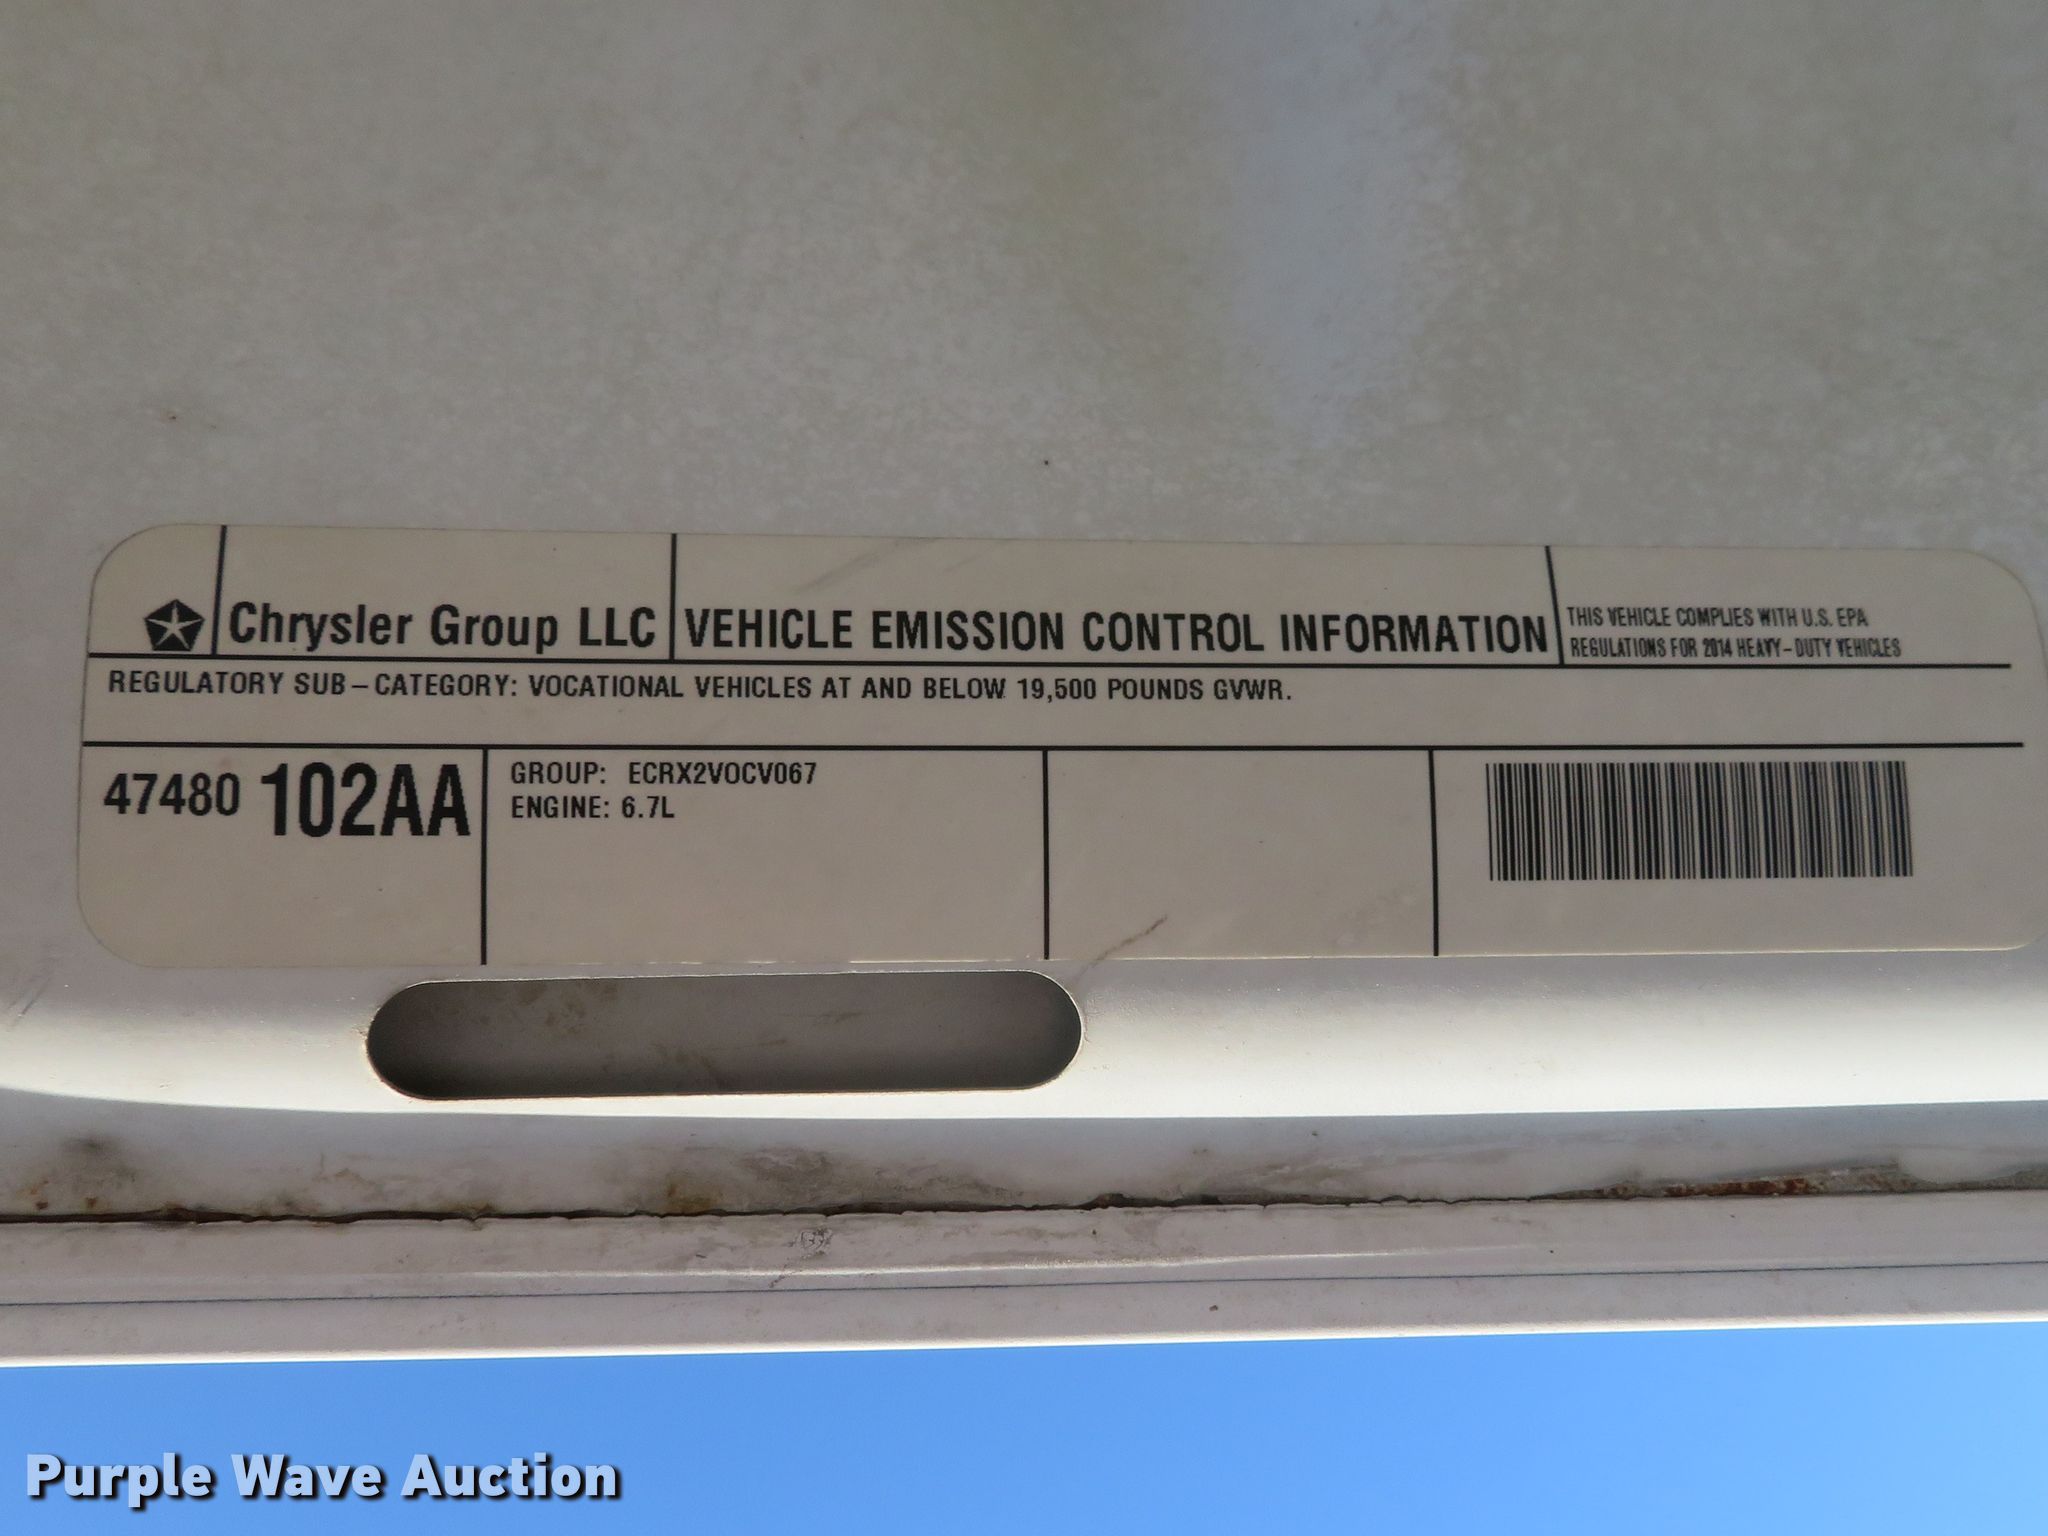 Chrysler Group LLC
VEHICLE EMISSION CONTROL INFORMATION
THIS VEHICLE COMPLIES WITH U.S. EPA
REGULATIONS FOR 2014 HEAVY-DUTY VEHICLES
REGULATORY SUB-CATEGORY: VOCATIONAL VEHICLES AT AND BELOW 19,500 POUNDS GVWR.
47480 102AA
GROUP: ECRX2VOCV067
ENGINE: 6.7L
Purple Wave Auction